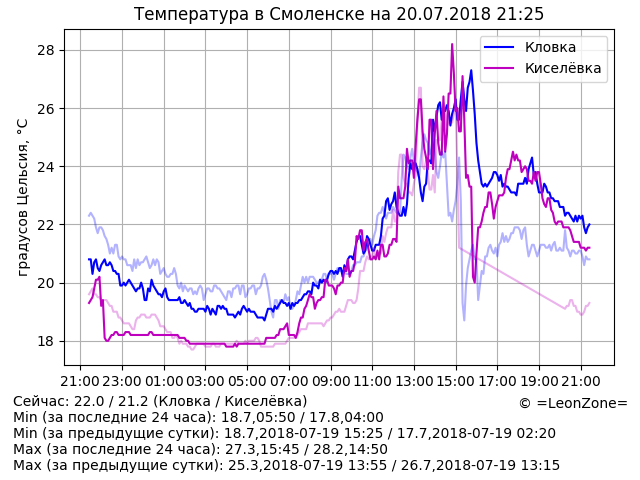 Температура в Смоленске на 20.07.2018 21:25
градусов Цельсия, °C
28
26
24
22
20
18
Кловка
Киселёвка
21:00 23:00 01:00 03:00 05:00 07:00 09:00 11:00 13:00 15:00 17:00 19:00 21:00
Сейчас: 22.0 / 21.2 (Кловка / Киселёвка)
© =LeonZone=
Min (за последние 24 часа): 18.7,05:50 / 17.8,04:00
Min (за предыдущие сутки): 18.7,2018-07-19 15:25 / 17.7,2018-07-19 02:20
Max (за последние 24 часа): 27.3,15:45 / 28.2,14:50
Max (за предыдущие сутки): 25.3,2018-07-19 13:55 / 26.7,2018-07-19 13:15